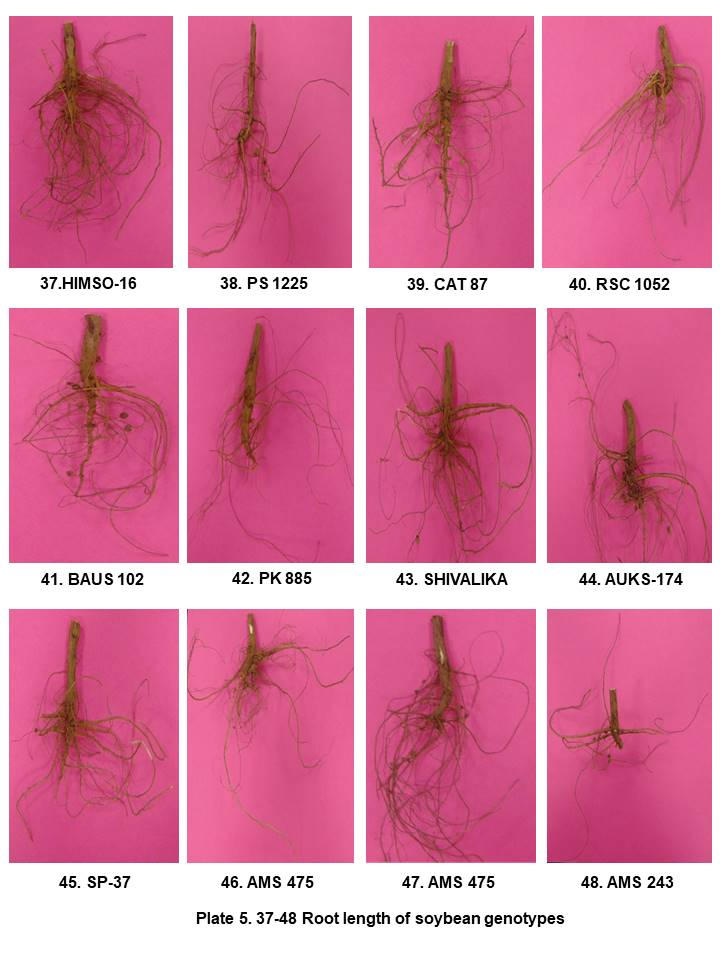 37.HIMSO-16
38. PS 1225
39. CAT 87
40. RSC 1052
41. BAUS 102
42. PK 885
43. SHIVALIKA
44. AUKS-174
45. SP-37
46. AMS 475
47. AMS 475
48. AMS 243
Plate 5. 37-48 Root length of soybean genotypes